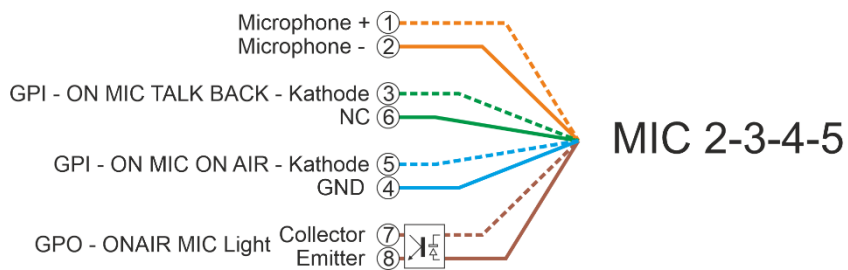 Microphone + 1
Microphone - 2
GPI - ON MIC TALK BACK - Kathode 3
NC 6
MIC 2-3-4-5
GPI - ON MIC ON AIR - Kathode 5
GND 4
GPO - ONAIR MIC Light
Collector 7
Emitter 8